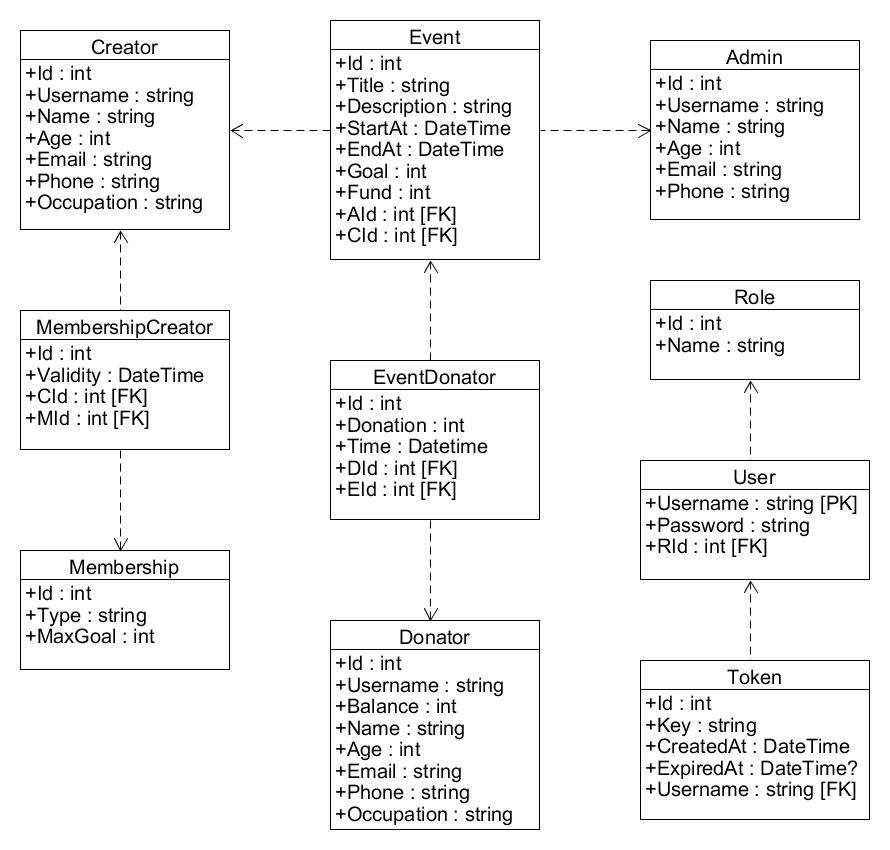 Creator
+Id : int
+Username : string
+Name : string
+Age : int
+Email : string
+Phone : string
+Occupation : string
Event
+Id : int
+Title : string
+Description : string
+StartAt : DateTime
+EndAt : DateTime
+Goal : int
+Fund : int
+AId : int [FK]
+CId : int [FK]
Admin
+Id : int
+Username : string
+Name : string
+Age : int
+Email : string
+Phone : string
MembershipCreator
+Id : int
+Validity : DateTime
+CId : int [FK]
+MId : int [FK]
EventDonator
+Id : int
+Donation : int
+Time : Datetime
+DId : int [FK]
+EId : int [FK]
Role
+Id : int
+Name : string
User
+Username : string [PK]
+Password : string
+RId : int [FK]
Membership
+Id : int
+Type : string
+MaxGoal : int
Donator
+Id : int
+Username : string
+Balance : int
+Name : string
+Age : int
+Email : string
+Phone : string
+Occupation : string
Token
+Id : int
+Key : string
+CreatedAt : DateTime
+ExpiredAt : DateTime?
+Username : string [FK]